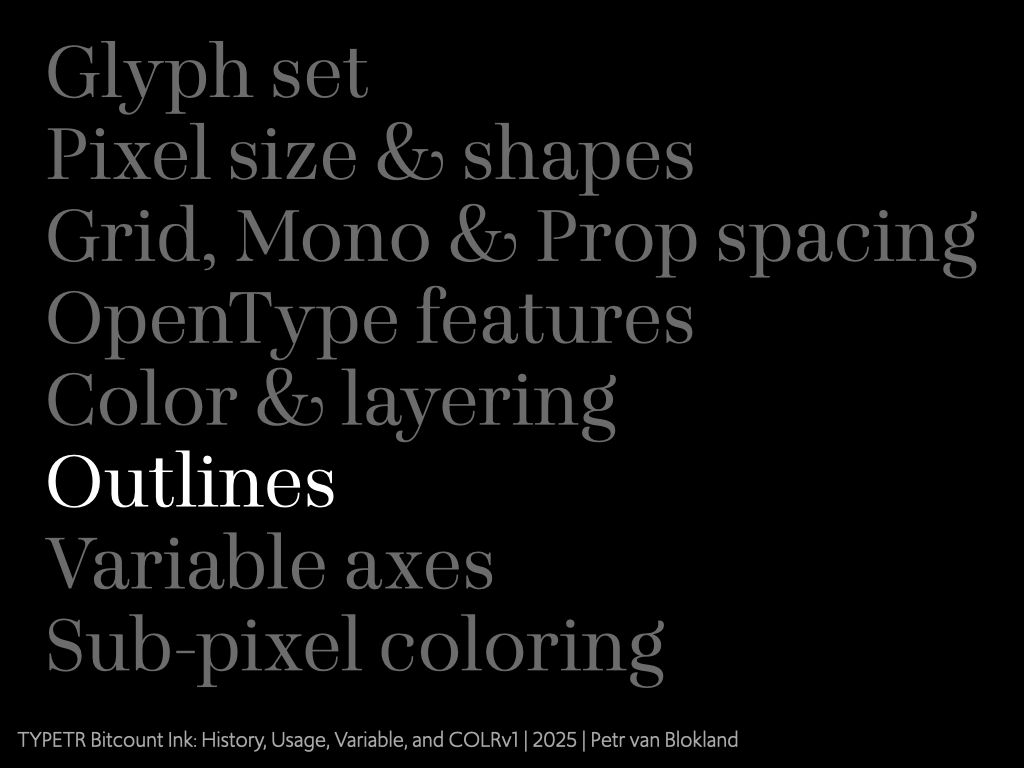 Glyph set
Pixel size & shapes
Grid, Mono & Prop spacing
OpenType features
Color & layering
Outlines
Variable axes
Sub-pixel coloring
TYPETR Bitcount Ink: History, Usage, Variable, and COLRv1 | 2025 | Petr van Blokland